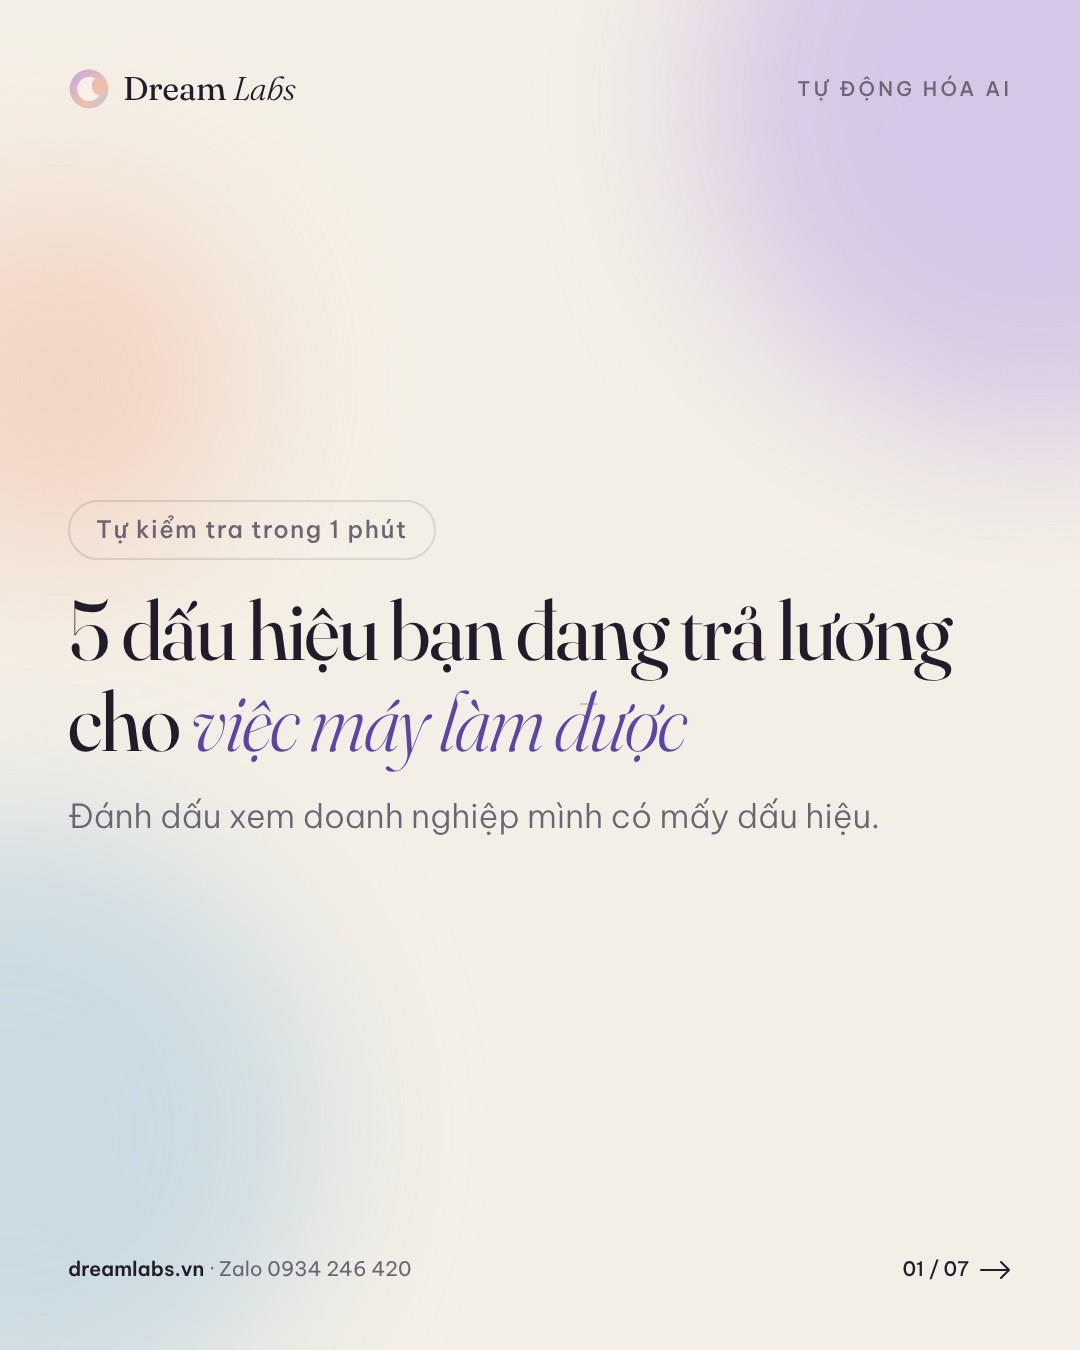 Dream Labs
TỰ ĐỘNG HÓA AI
Tự kiểm tra trong 1 phút
5 dấu hiệu bạn đang trả lương
cho việc máy làm được
Đánh dấu xem doanh nghiệp mình có mấy dấu hiệu.
dreamlabs.vn · Zalo 0934 246 420
01 / 07 →